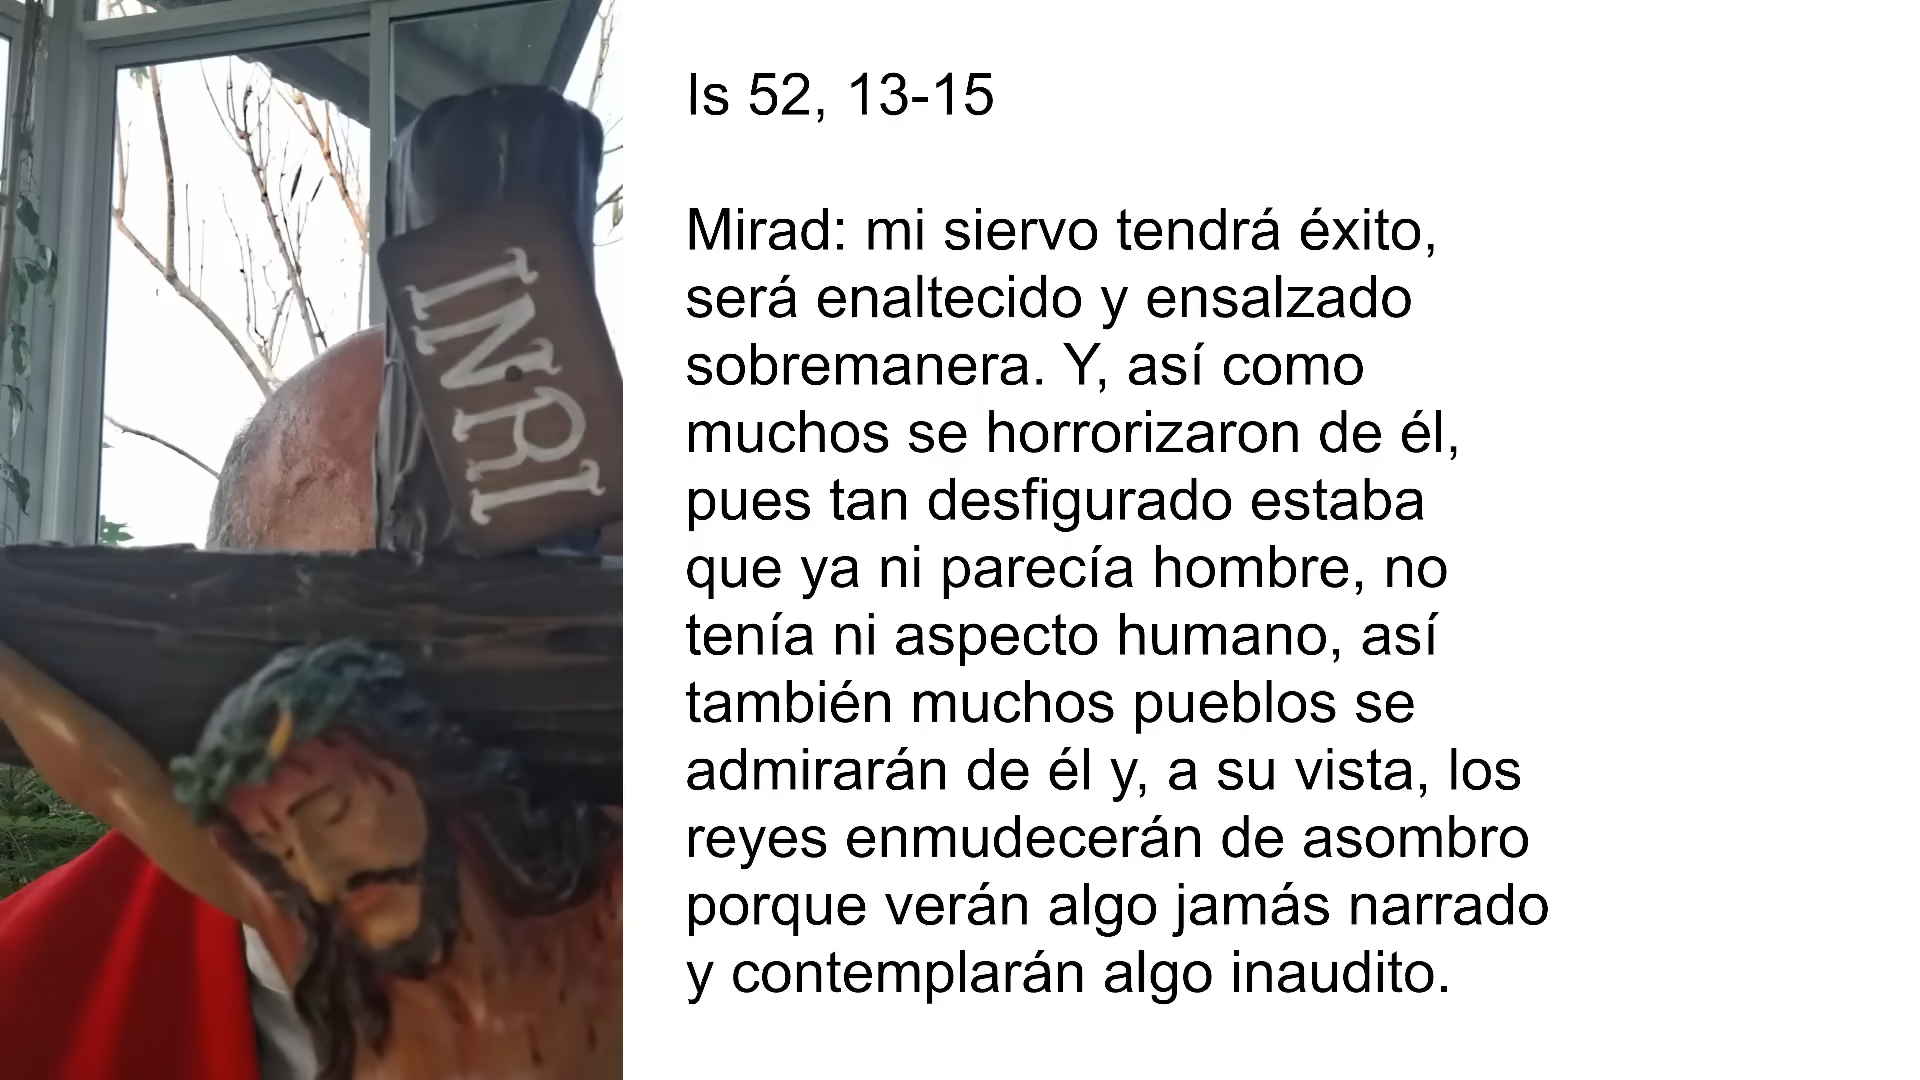 INRI
Is 52, 13-15
Mirad: mi siervo tendrá éxito,
será enaltecido y ensalzado
sobremanera. Y, así como
muchos se horrorizaron de él,
pues tan desfigurado estaba
que ya ni parecía hombre, no
tenía ni aspecto humano, así
también muchos pueblos se
admirarán de él y, a su vista, los
reyes enmudecerán de asombro
porque verán algo jamás narrado
y contemplarán algo inaudito.